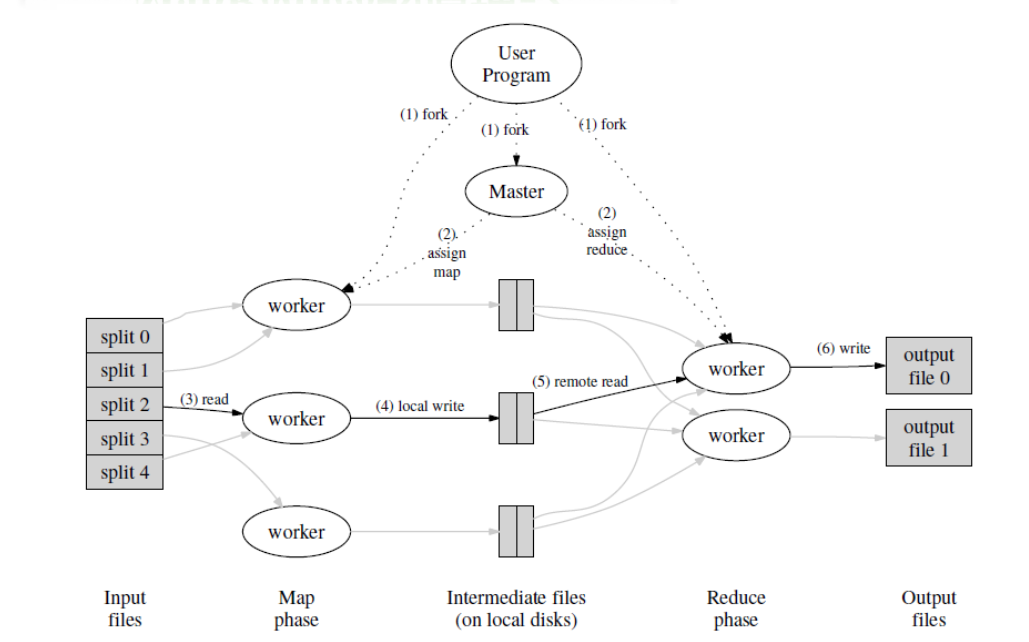 User
Program
(1) fork
(1) fork
(1) fork
Master
(2)
assign
map
(2)
assign
reduce
worker
split 0
split 1
split 2
split 3
split 4
(3) read
worker
(4) local write
(5) remote read
worker
(6) write
output
file 0
worker
output
file 1
worker
Input
files
Map
phase
Intermediate files
(on local disks)
Reduce
phase
Output
files